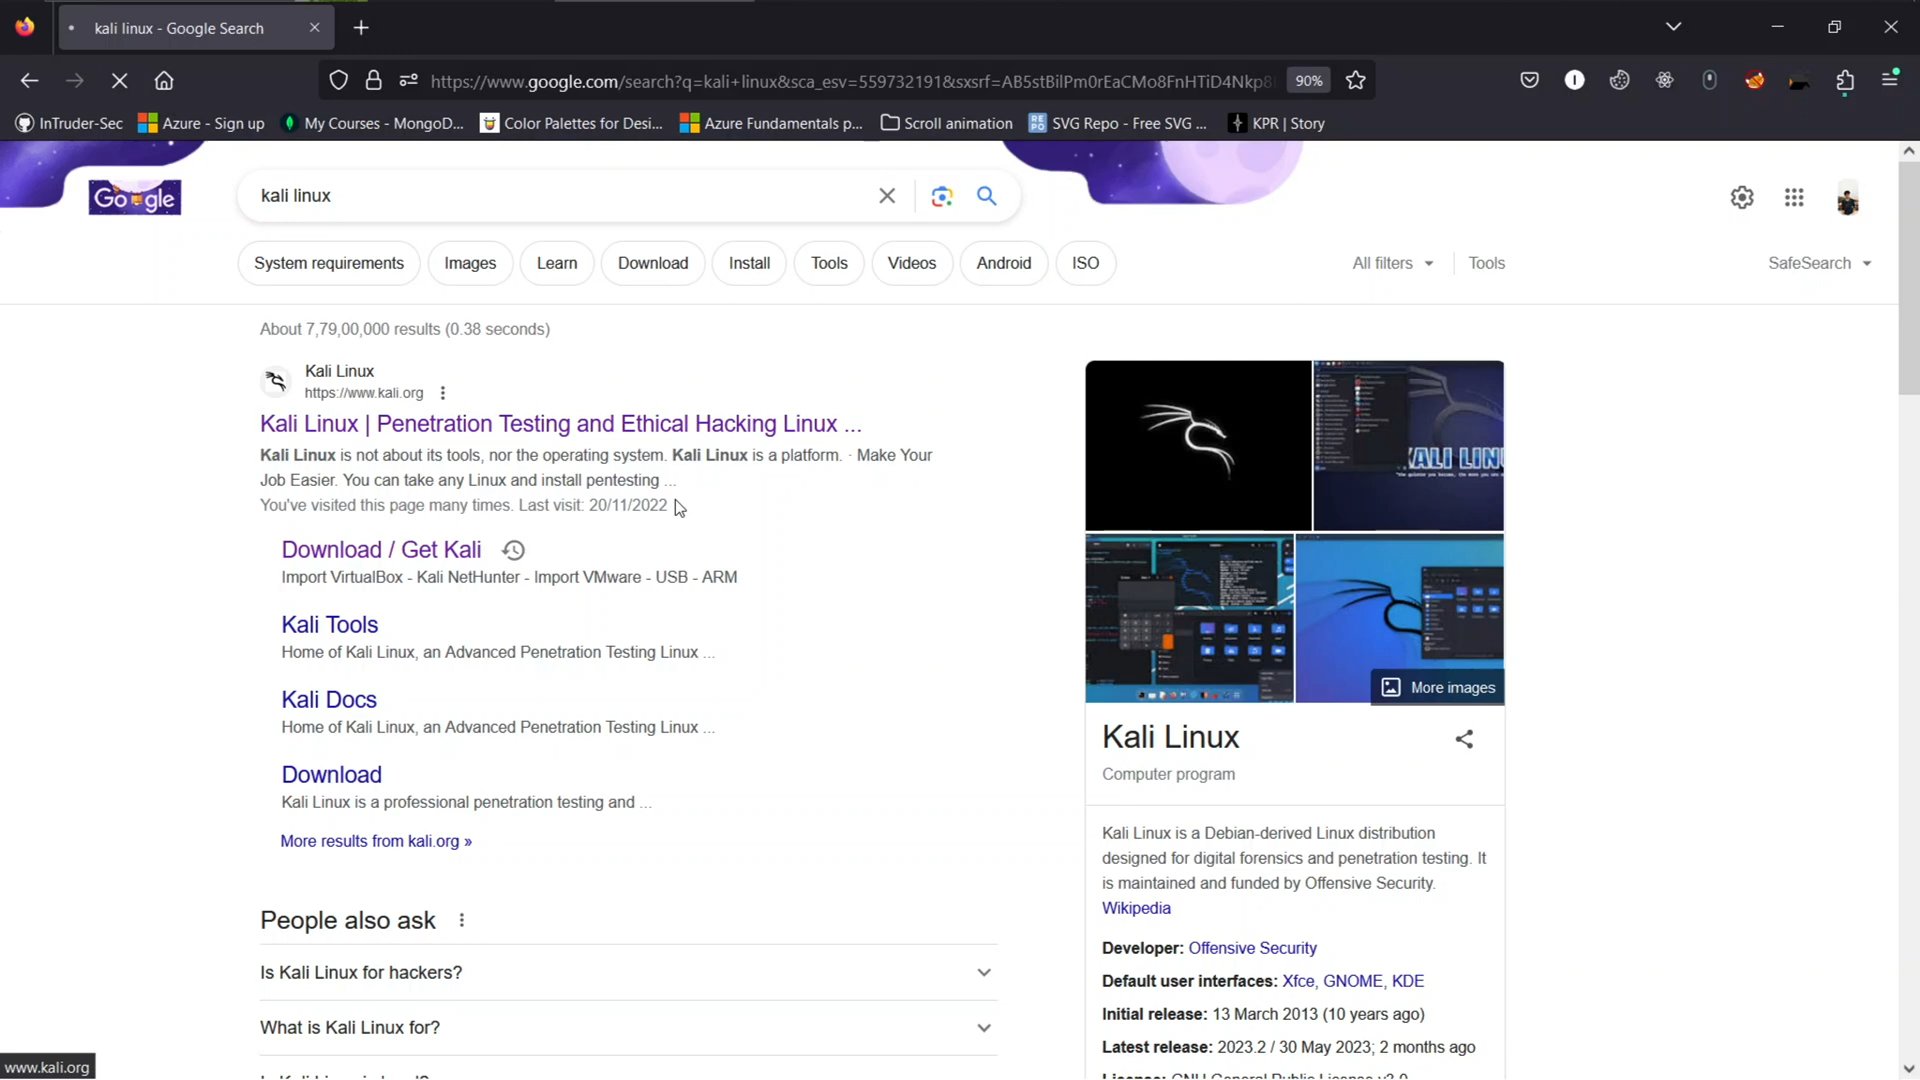 kali linux - Google Search
https://www.google.com/search?q=kali+linux&sca_esv=559732191&sxsrf=AB5stBilPm0rEaCMo8FnHTiD4Nkp8
90%
InTruder-Sec
Azure - Sign up
My Courses - MongoD...
Color Palettes for Desi...
Azure Fundamentals p...
Scroll animation
SVG Repo - Free SVG ...
KPR | Story
Google
kali linux
System requirements
Images
Learn
Download
Install
Tools
Videos
Android
ISO
All filters
Tools
SafeSearch
About 7,79,00,000 results (0.38 seconds)
Kali Linux
https://www.kali.org
Kali Linux | Penetration Testing and Ethical Hacking Linux ...
Kali Linux is not about its tools, nor the operating system. Kali Linux is a platform. · Make Your
Job Easier. You can take any Linux and install pentesting ...
You've visited this page many times. Last visit: 20/11/2022
Download / Get Kali
Import VirtualBox - Kali NetHunter - Import VMware - USB - ARM
Kali Tools
Home of Kali Linux, an Advanced Penetration Testing Linux ...
Kali Docs
Home of Kali Linux, an Advanced Penetration Testing Linux ...
Download
Kali Linux is a professional penetration testing and ...
More results from kali.org »
People also ask
Is Kali Linux for hackers?
What is Kali Linux for?
More images
Kali Linux
Computer program
Kali Linux is a Debian-derived Linux distribution
designed for digital forensics and penetration testing. It
is maintained and funded by Offensive Security.
Wikipedia
Developer: Offensive Security
Default user interfaces: Xfce, GNOME, KDE
Initial release: 13 March 2013 (10 years ago)
Latest release: 2023.2 / 30 May 2023; 2 months ago
www.kali.org